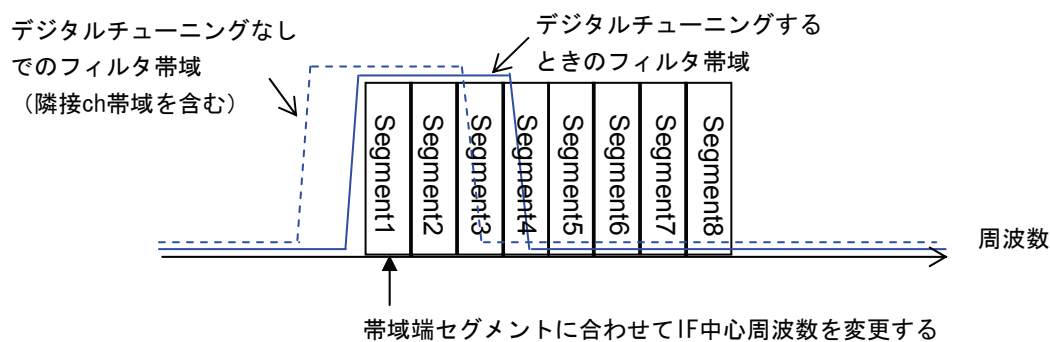 デジタルチューニングなし
でのフィルタ帯域
（隣接ch帯域を含む）
デジタルチューニングする
ときのフィルタ帯域
Segment1
Segment2
Segment3
Segment4
Segment5
Segment6
Segment7
Segment8
周波数
帯域端セグメントに合わせてIF中心周波数を変更する